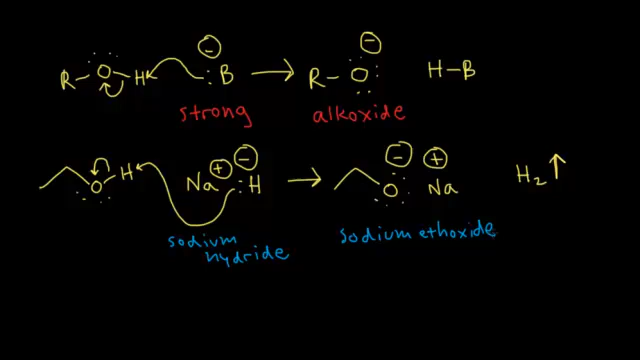 R-O-H ⊖:B → R-O⊖ H-B
strong alkoxide
O H Na⊕ ⊖:H → O⊖ Na⊕ H₂↑
sodium hydride sodium ethoxide